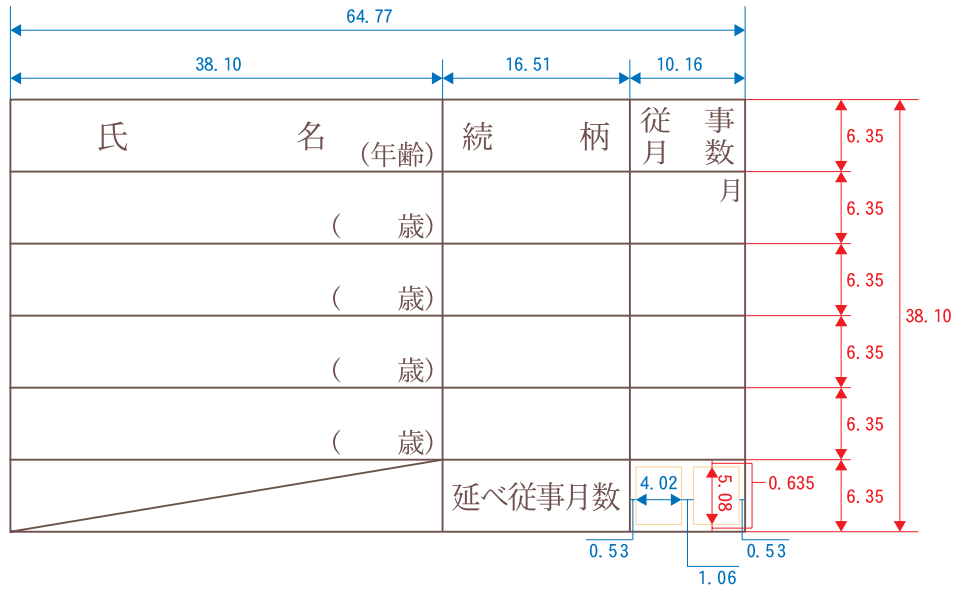 64.77
38.10
16.51
10.16
氏 名
(年齢)
続 柄
従 事
月 数
6.35
月
6.35
( 歳)
6.35
( 歳)
38.10
6.35
( 歳)
6.35
( 歳)
延べ従事月数
4.02
5.08
0.635
6.35
0.53
0.53
1.06